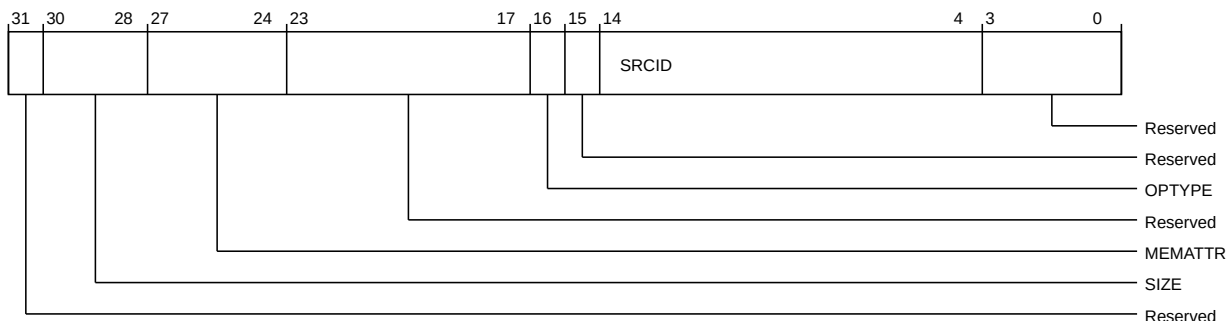 31 30 28 27 24 23 17 16 15 14 4 3 0
SRCID
Reserved
Reserved
OPTYPE
Reserved
MEMATTR
SIZE
Reserved